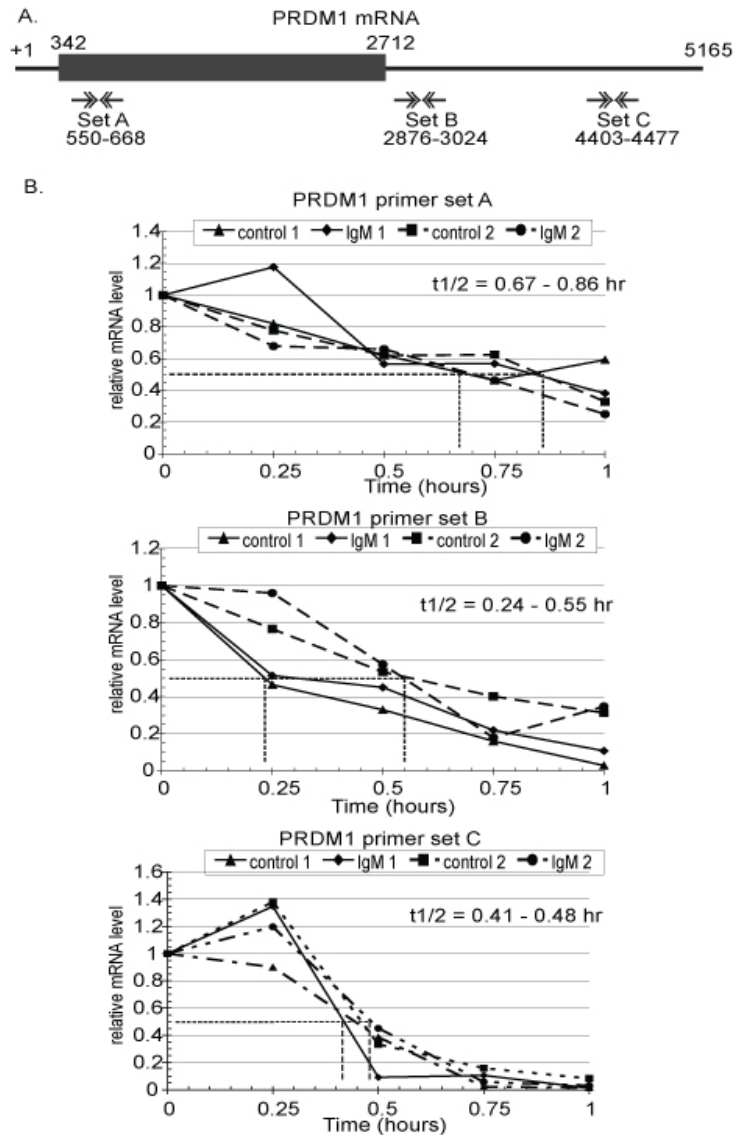 A.
PRDM1 mRNA
+1 342 2712 5165
Set A Set B Set C
550-668 2876-3024 4403-4477
B.
PRDM1 primer set A
control 1 IgM 1 control 2 IgM 2
t1/2 = 0.67 - 0.86 hr
relative mRNA level
1.4
1.2
1
0.8
0.6
0.4
0.2
0
0 0.25 0.5 0.75 1
Time (hours)
PRDM1 primer set B
control 1 IgM 1 control 2 IgM 2
t1/2 = 0.24 - 0.55 hr
relative mRNA level
1.2
1
0.8
0.6
0.4
0.2
0
0 0.25 0.5 0.75 1
Time (hours)
PRDM1 primer set C
control 1 IgM 1 control 2 IgM 2
t1/2 = 0.41 - 0.48 hr
relative mRNA level
1.6
1.4
1.2
1
0.8
0.6
0.4
0.2
0
0 0.25 0.5 0.75 1
Time (hours)